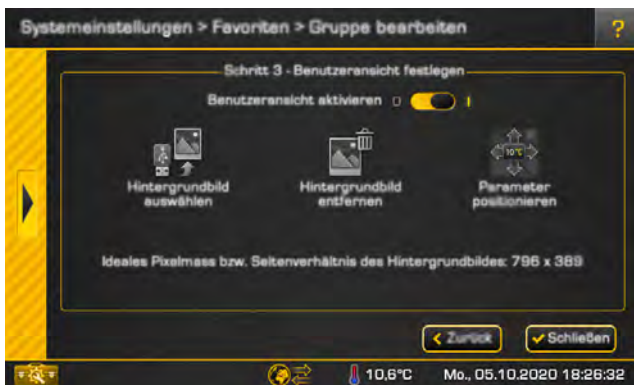 Systemeinstellungen > Favoriten > Gruppe bearbeiten
?
Schritt 3 - Benutzeransicht festlegen
Benutzeransicht aktivieren 0 I
Hintergrundbild
auswählen
Hintergrundbild
entfernen
10°C
Parameter
positionieren
Ideales Pixelmass bzw. Seitenverhältnis des Hintergrundbildes: 796 x 389
< Zurück
Schließen
10,6°C
Mo., 05.10.2020 18:26:32